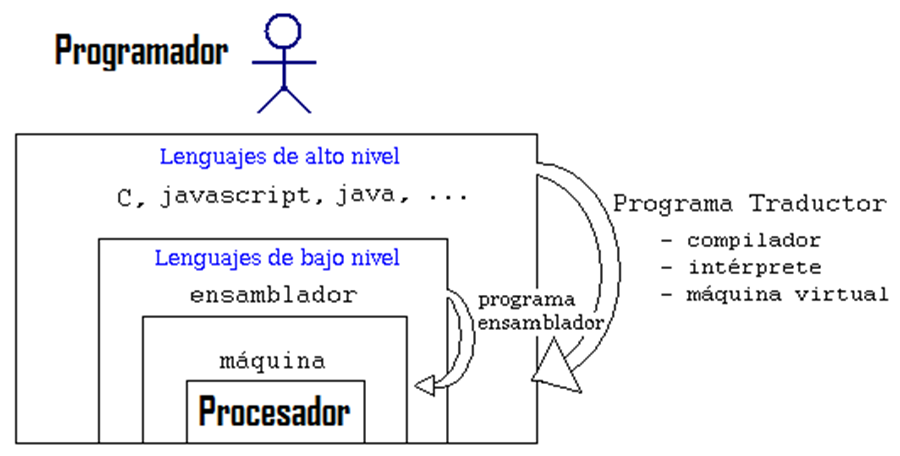 Programador
Lenguajes de alto nivel
C, javascript, java, ...
Programa Traductor
- compilador
- intérprete
- máquina virtual
Lenguajes de bajo nivel
ensamblador
programa
ensamblador
máquina
Procesador